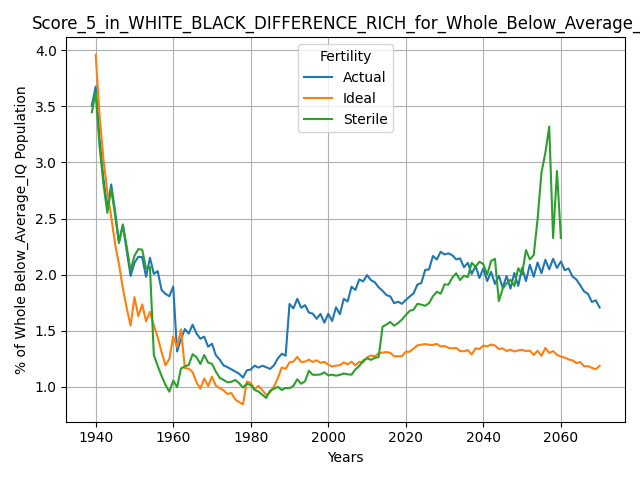 Score_5_in_WHITE_BLACK_DIFFERENCE_RICH_for_Whole_Below_Average_
4.0
3.5
3.0
2.5
2.0
1.5
1.0
% of Whole Below_Average_IQ Population
Fertility
Actual
Ideal
Sterile
1940 1960 1980 2000 2020 2040 2060
Years